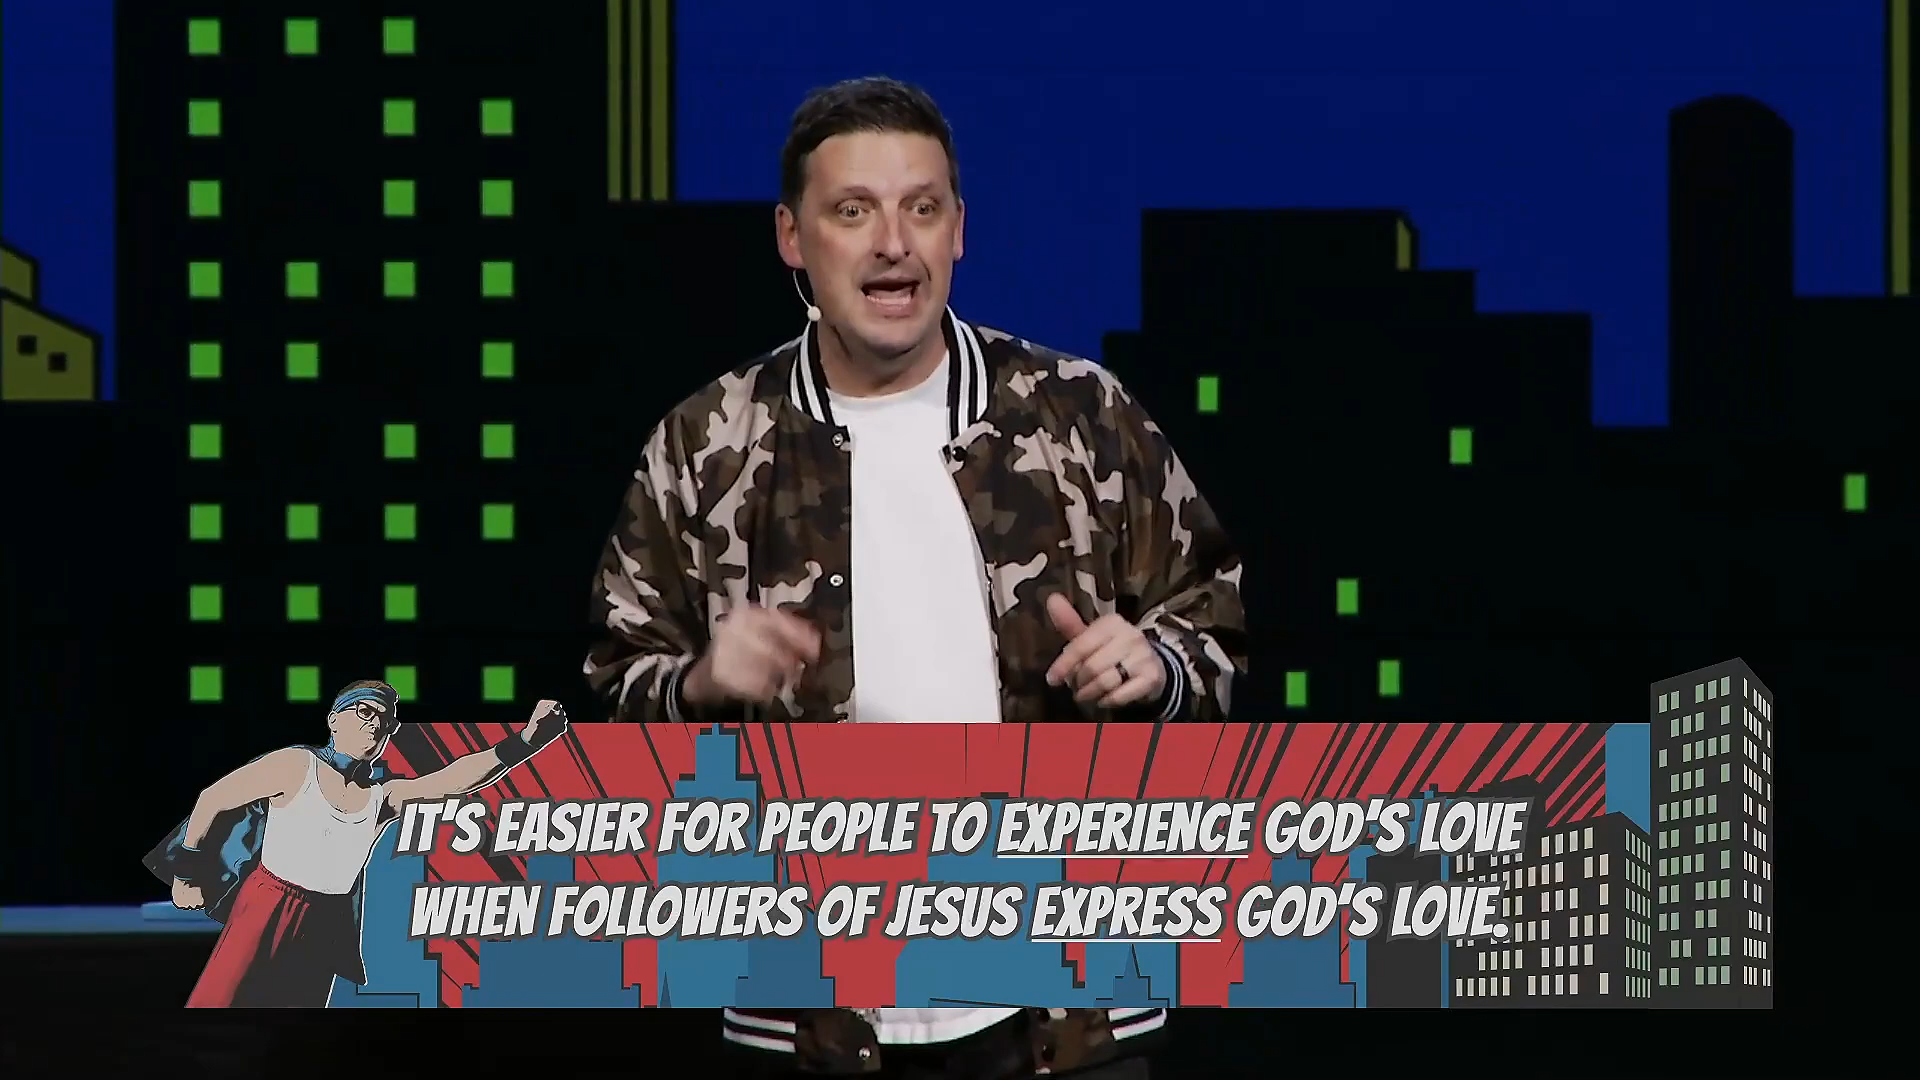 IT'S EASIER FOR PEOPLE TO EXPERIENCE GOD'S LOVE
WHEN FOLLOWERS OF JESUS EXPRESS GOD'S LOVE.